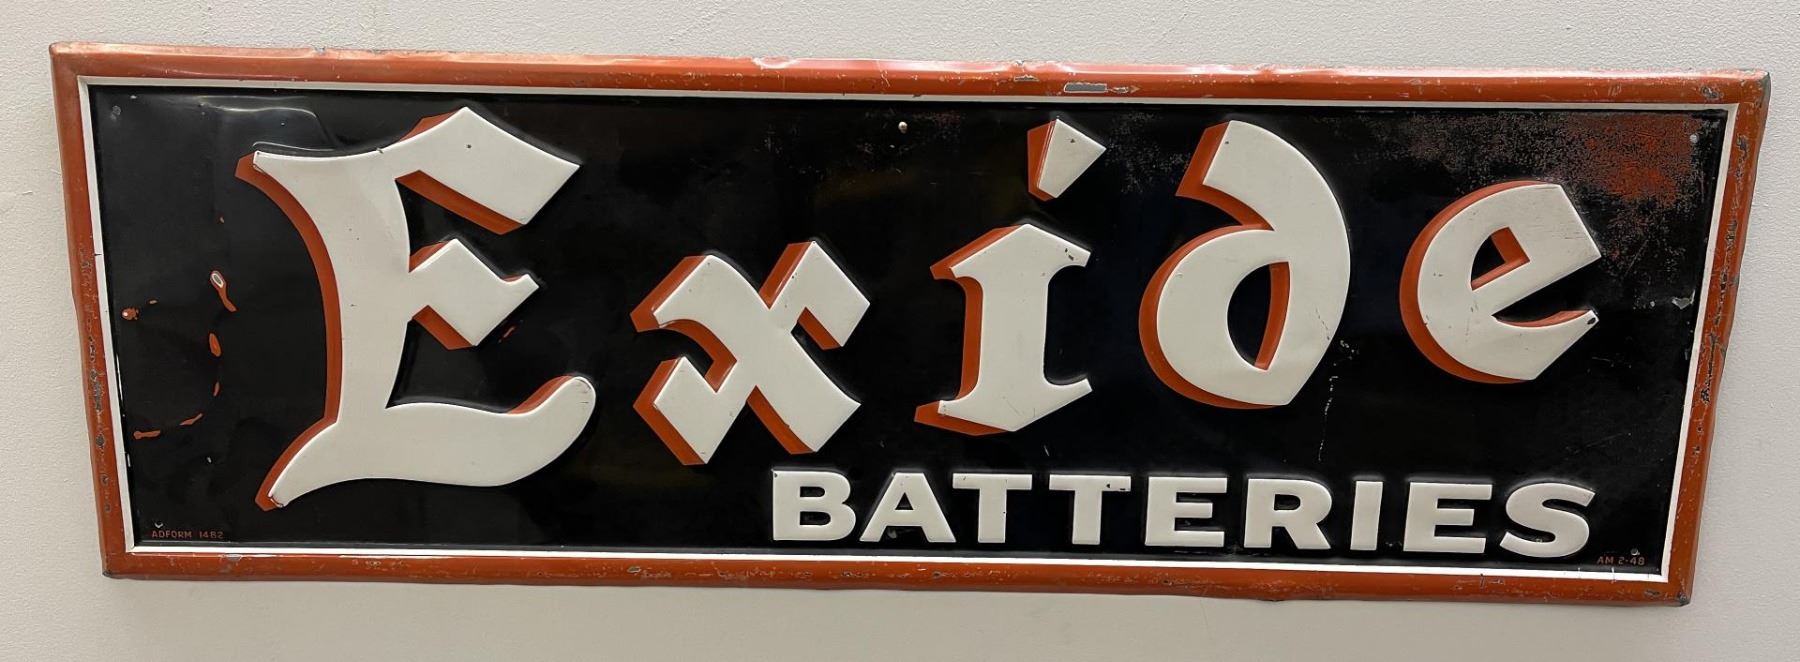 Exide
BATTERIES
ADFORM 1482
AM 2-48